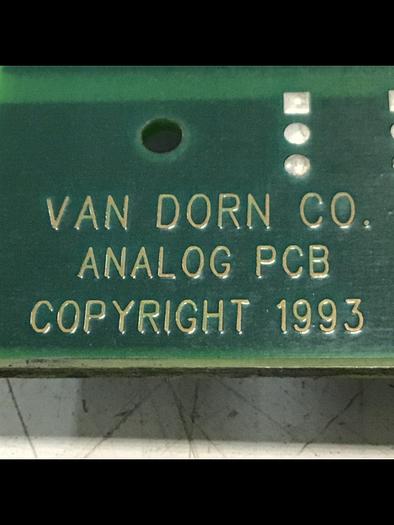 VAN DORN CO.
ANALOG PCB
COPYRIGHT 1993